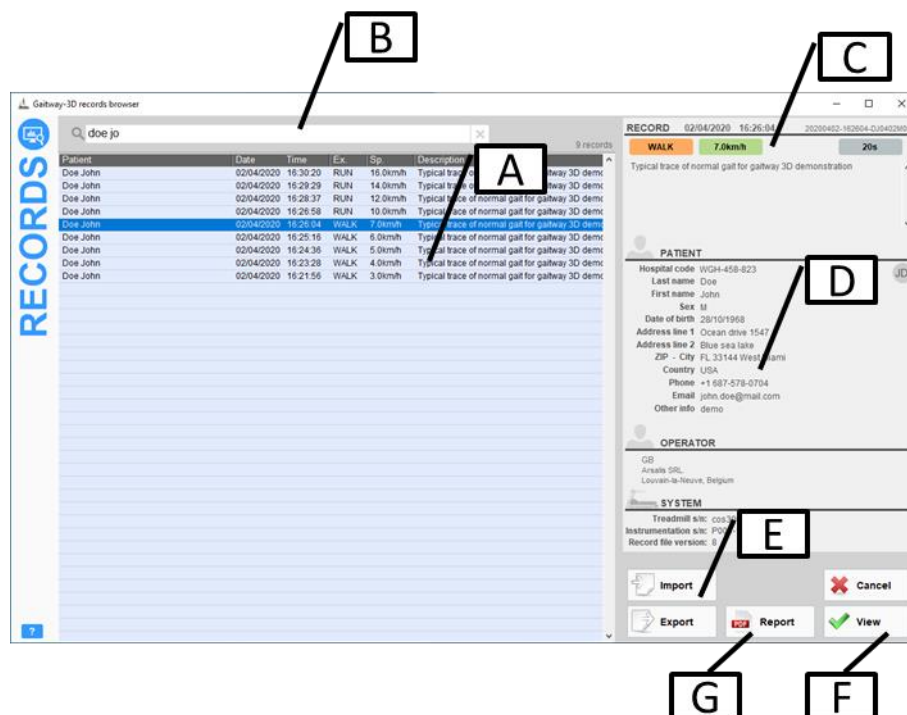 B
C
Gaitway-3D records browser
RECORDS
doe jo
9 records
Patient Date Time Ex. Sp. Description
Doe John 02/04/2020 16:30:20 RUN 16.0km/h Typical trace of normal gait for gaitway 3D demo
Doe John 02/04/2020 16:29:29 RUN 14.0km/h Typical trace of gaitway 3D demo
Doe John 02/04/2020 16:28:37 RUN 12.0km/h Typical trace gaitway 3D demo
Doe John 02/04/2020 16:26:58 RUN 10.0km/h Typical trace gaitway 3D demo
Doe John 02/04/2020 16:26:04 WALK 7.0km/h Typical trace of normal gait for gaitway 3D demo
Doe John 02/04/2020 16:25:16 WALK 6.0km/h Typical trace of normal gait for gaitway 3D demo
Doe John 02/04/2020 16:24:36 WALK 5.0km/h Typical trace of normal gait for gaitway 3D demo
Doe John 02/04/2020 16:23:28 WALK 4.0km/h Typical trace of normal gait for gaitway 3D demo
Doe John 02/04/2020 16:21:56 WALK 3.0km/h Typical trace of normal gait for gaitway 3D demo
A
?
RECORD 02/04/2020 16:26:04
WALK 7.0km/h 20s
Typical trace of normal gait for gaitway 3D demonstration
PATIENT
JD
Hospital code WGH-458-823
Last name Doe
First name John
Sex M
Date of birth 28/10/1968
Address line 1 Ocean drive 1547
Address line 2 Blue sea lake
ZIP - City FL 33144 West Miami
Country USA
Phone +1 687-578-0704
Email john.doe@mail.com
Other info demo
D
OPERATOR
GB
Arsalis SRL.
Louvain-la-Neuve, Belgium
SYSTEM
Treadmill s/n:
Instrumentation s/n:
Record file version: 8
E
Import Cancel
Export PDF Report View
G
F